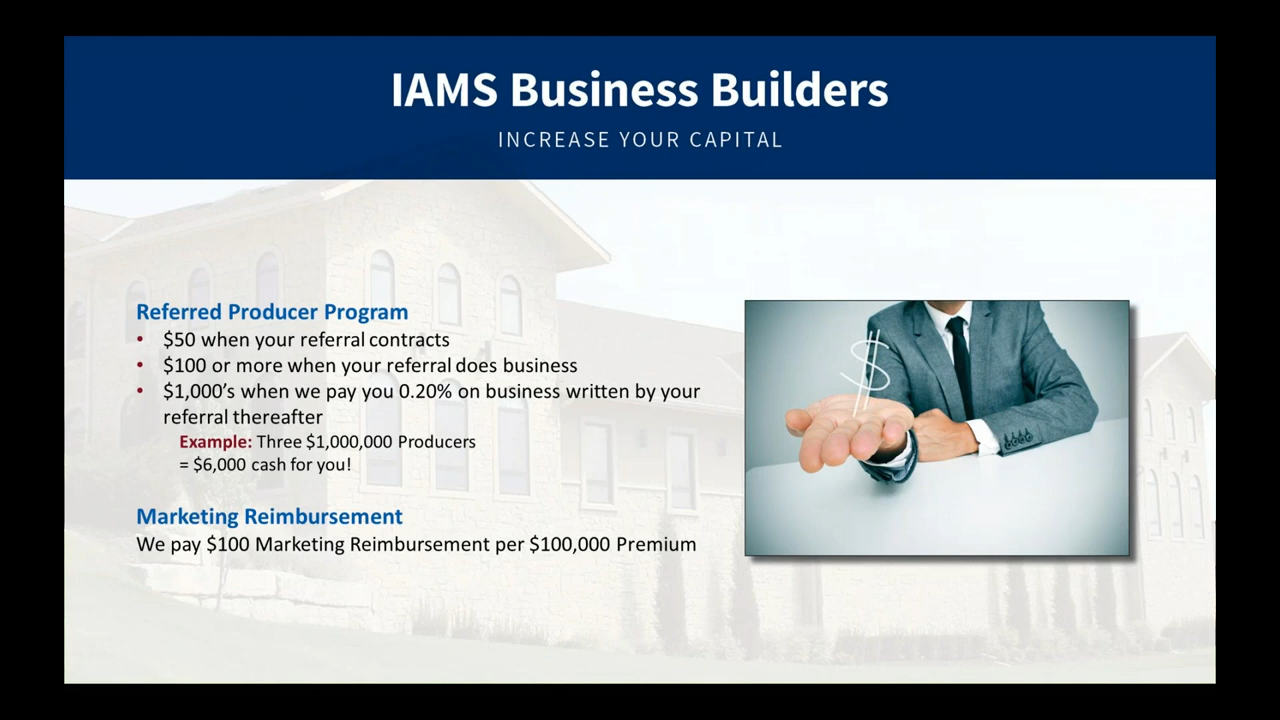 IAMS Business Builders
INCREASE YOUR CAPITAL
Referred Producer Program
• $50 when your referral contracts
• $100 or more when your referral does business
• $1,000’s when we pay you 0.20% on business written by your
referral thereafter
Example: Three $1,000,000 Producers
= $6,000 cash for you!
Marketing Reimbursement
We pay $100 Marketing Reimbursement per $100,000 Premium
$